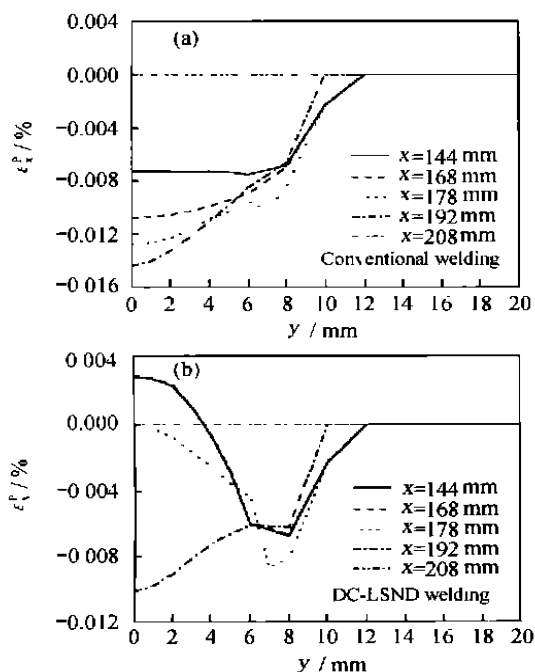 0.004
(a)
0.000
−0.004
−0.008
−0.012
−0.016
εₓᵖ / %
x=144 mm
x=168 mm
x=178 mm
x=192 mm
x=208 mm
Conventional welding
0 2 4 6 8 10 12 14 16 18 20
y / mm
0.004
(b)
0.000
−0.004
−0.008
−0.012
εₓᵖ / %
x=144 mm
x=168 mm
x=178 mm
x=192 mm
x=208 mm
DC-LSND welding
0 2 4 6 8 10 12 14 16 18 20
y / mm